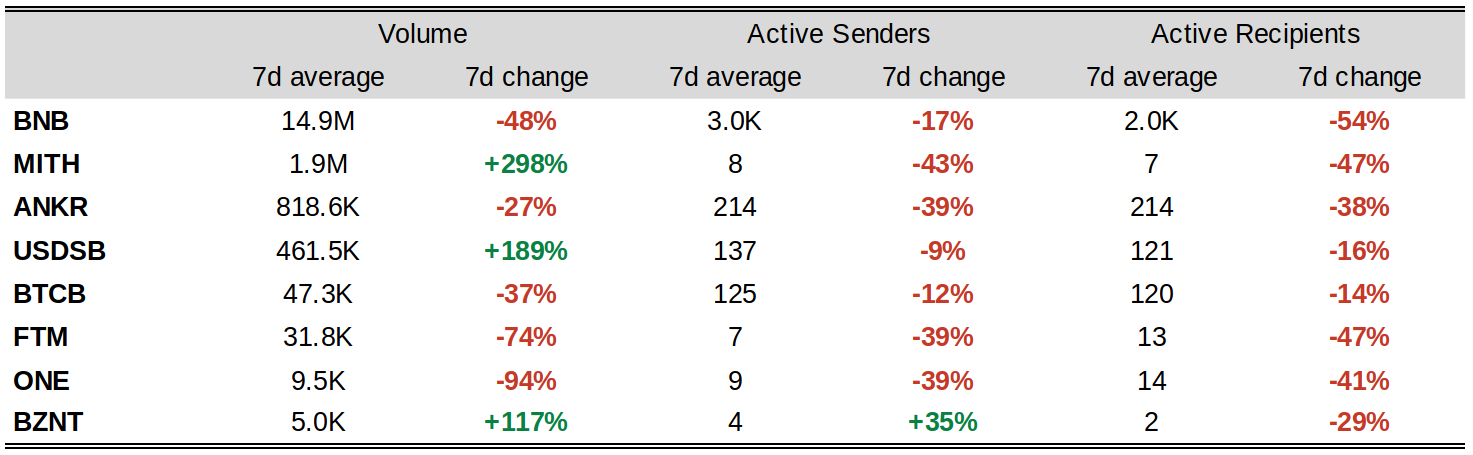 Volume Active Senders Active Recipients
7d average 7d change 7d average 7d change 7d average 7d change
BNB 14.9M -48% 3.0K -17% 2.0K -54%
MITH 1.9M +298% 8 -43% 7 -47%
ANKR 818.6K -27% 214 -39% 214 -38%
USDSB 461.5K +189% 137 -9% 121 -16%
BTCB 47.3K -37% 125 -12% 120 -14%
FTM 31.8K -74% 7 -39% 13 -47%
ONE 9.5K -94% 9 -39% 14 -41%
BZNT 5.0K +117% 4 +35% 2 -29%